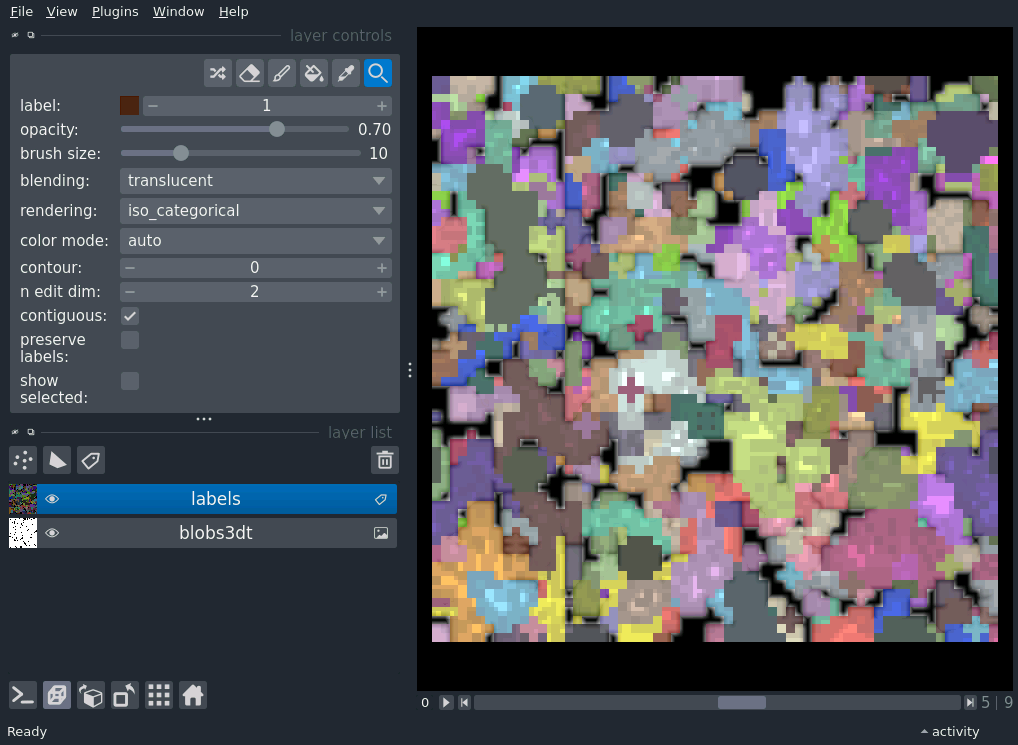 File View Plugins Window Help
layer controls
label: 1
opacity: 0.70
brush size: 10
blending: translucent
rendering: iso_categorical
color mode: auto
contour: 0
n edit dim: 2
contiguous:
preserve
labels:
show
selected:
layer list
labels
blobs3dt
0 5 | 9
Ready activity